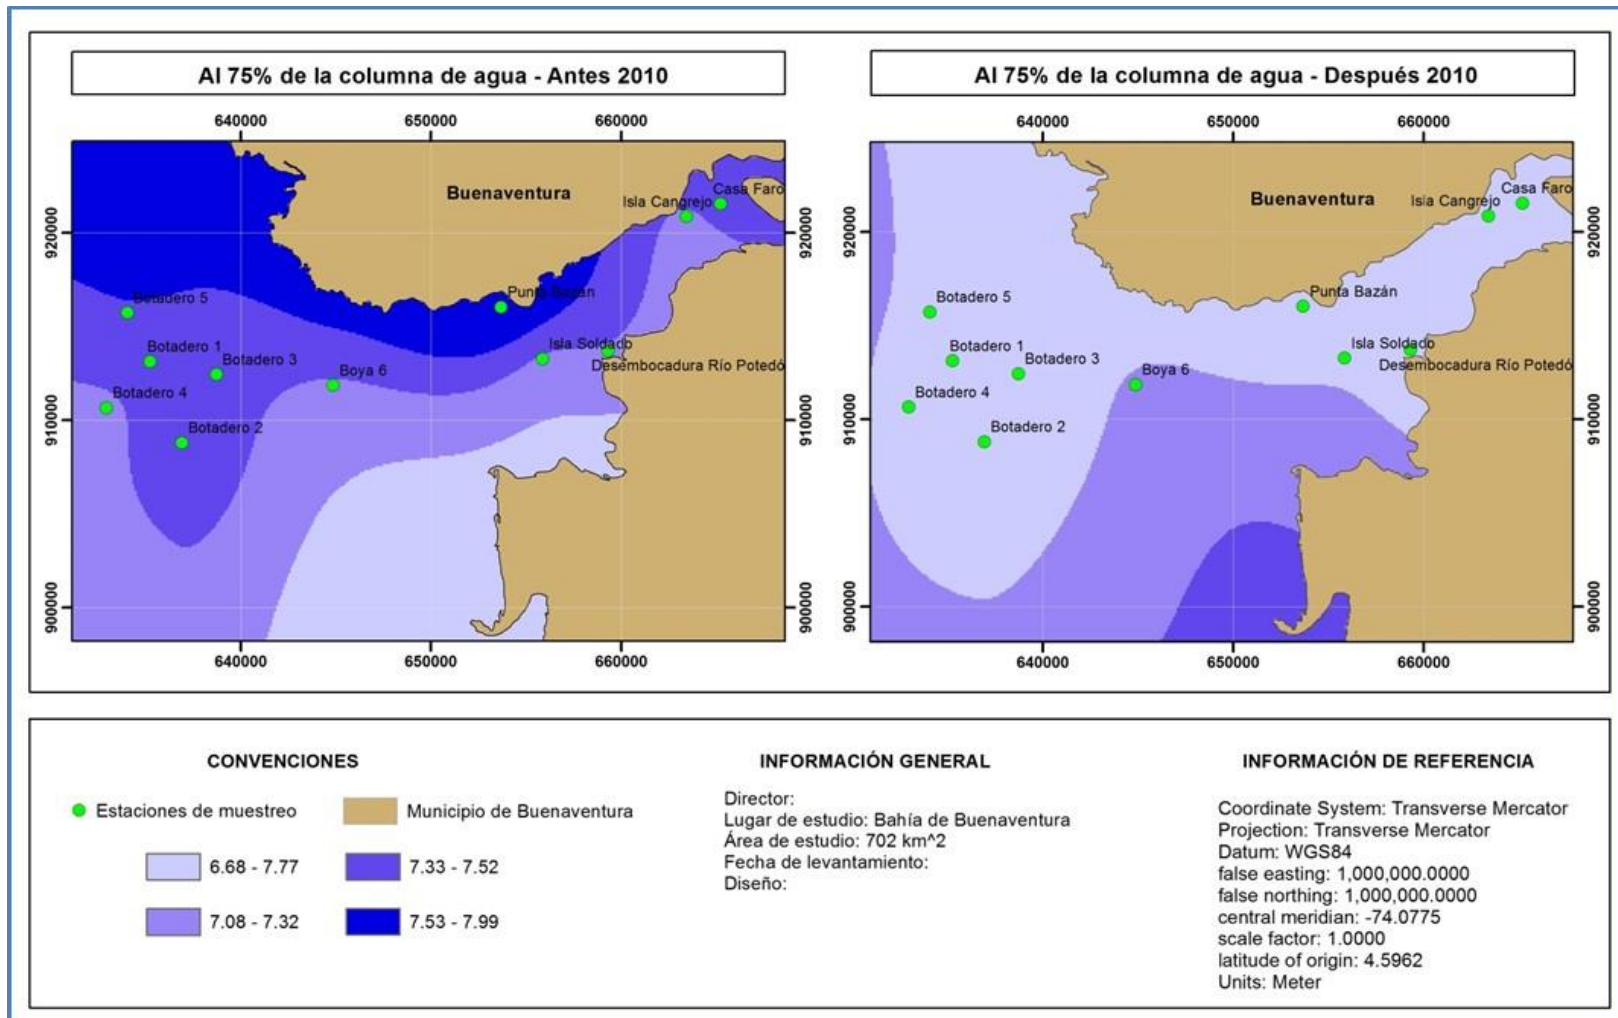 Al 75% de la columna de agua - Antes 2010
640000
650000
660000
920000
910000
900000
Buenaventura
Casa Faro
Isla Cangrejo
Punta Bazán
Botadero 5
Botadero 1
Botadero 3
Isla Soldado
Desembocadura Río Potedó
Boya 6
Botadero 4
Botadero 2
920000
910000
900000
640000
650000
660000
Al 75% de la columna de agua - Después 2010
640000
650000
660000
920000
910000
900000
Buenaventura
Casa Faro
Isla Cangrejo
Punta Bazán
Botadero 5
Botadero 1
Botadero 3
Isla Soldado
Desembocadura Río Potedó
Boya 6
Botadero 4
Botadero 2
920000
910000
900000
640000
650000
660000
CONVENCIONES
Estaciones de muestreo
Municipio de Buenaventura
6.68 - 7.77
7.33 - 7.52
7.08 - 7.32
7.53 - 7.99
INFORMACIÓN GENERAL
Director:
Lugar de estudio: Bahía de Buenaventura
Área de estudio: 702 km^2
Fecha de levantamiento:
Diseño:
INFORMACIÓN DE REFERENCIA
Coordinate System: Transverse Mercator
Projection: Transverse Mercator
Datum: WGS84
false easting: 1,000,000.0000
false northing: 1,000,000.0000
central meridian: -74.0775
scale factor: 1.0000
latitude of origin: 4.5962
Units: Meter